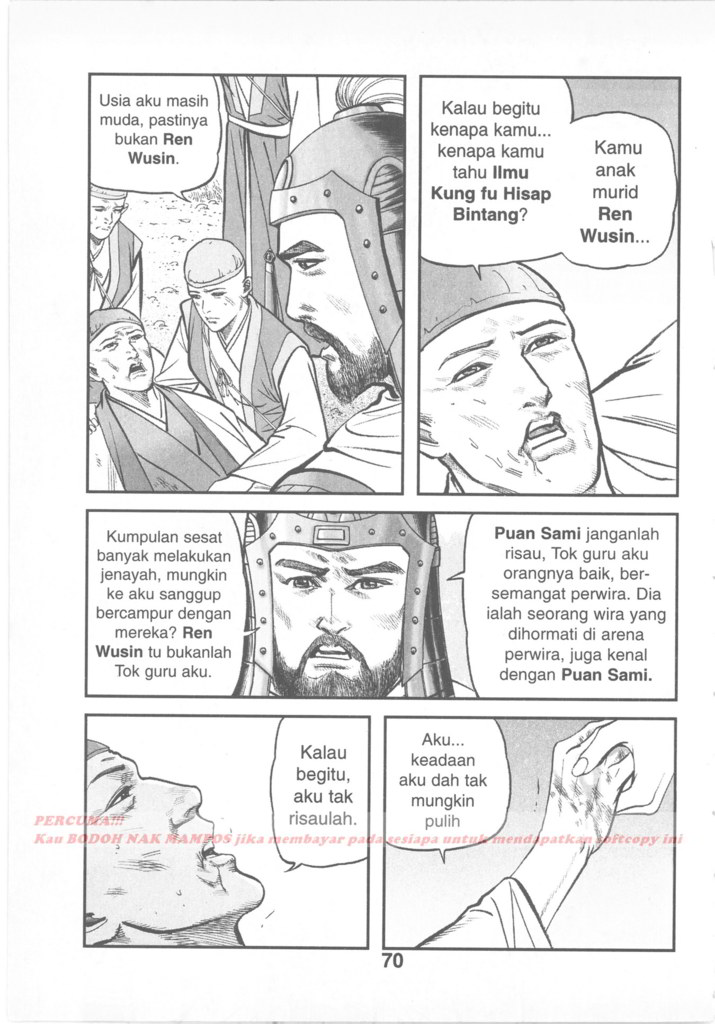 Usia aku masih
muda, pastinya
bukan Ren
Wusin.
Kalau begitu
kenapa kamu...
kenapa kamu
tahu Ilmu
Kung fu Hisap
Bintang?
Kamu
anak
murid
Ren
Wusin...
Kumpulan sesat
banyak melakukan
jenayah, mungkin
ke aku sanggup
bercampur dengan
mereka? Ren
Wusin tu bukanlah
Tok guru aku.
Puan Sami janganlah
risau, Tok guru aku
orangnya baik, ber-
semangat perwira. Dia
ialah seorang wira yang
dihormati di arena
perwira, juga kenal
dengan Puan Sami.
Kalau
begitu,
aku tak
risaulah.
Aku...
keadaan
aku dah tak
mungkin
pulih
PERCUMA!!!
Kau BODOH NAK MAMPOS jika membayar pada sesiapa untuk mendapatkan softcopy ini
70